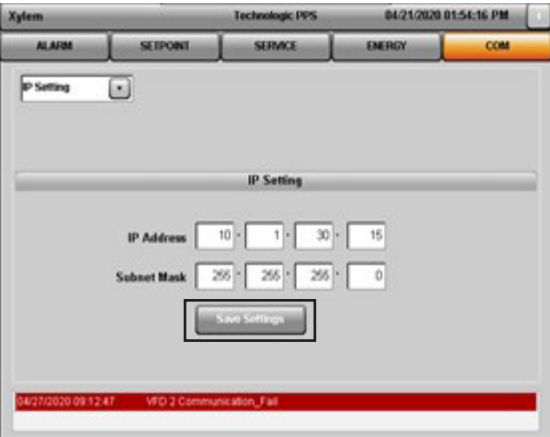 Xylem Technologic PPS 04/21/2020 01:54:16 PM
ALARM SETPOINT SERVICE ENERGY COM
IP Setting
IP Setting
IP Address 10 . 1 . 30 . 15
Subnet Mask 255 . 255 . 255 . 0
Save Settings
04/27/2020 09:12:47 VFD 2 Communication_Fail